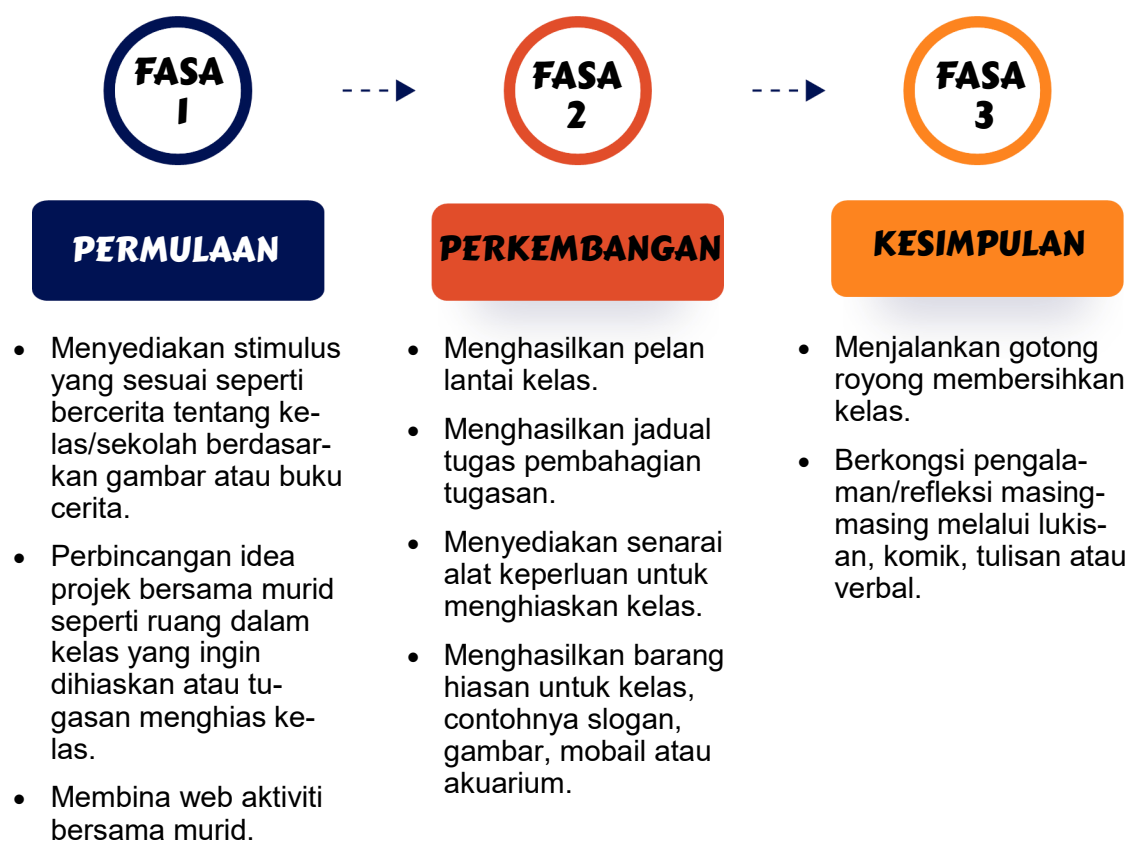 FASA
1
PERMULAAN
• Menyediakan stimulus
yang sesuai seperti
bercerita tentang ke-
las/sekolah berdasar-
kan gambar atau buku
cerita.
• Perbincangan idea
projek bersama murid
seperti ruang dalam
kelas yang ingin
dihiaskan atau tu-
gasan menghias ke-
las.
• Membina web aktiviti
bersama murid.
FASA
2
PERKEMBANGAN
• Menghasilkan pelan
lantai kelas.
• Menghasilkan jadual
tugas pembahagian
tugasan.
• Menyediakan senarai
alat keperluan untuk
menghiaskan kelas.
• Menghasilkan barang
hiasan untuk kelas,
contohnya slogan,
gambar, mobail atau
akuarium.
FASA
3
KESIMPULAN
• Menjalankan gotong
royong membersihkan
kelas.
• Berkongsi pengala-
man/refleksi masing-
masing melalui lukis-
an, komik, tulisan atau
verbal.